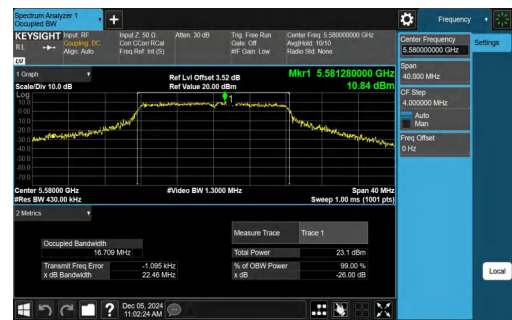 Spectrum Analyzer 1
Occupied BW
+
Frequency
KEYSIGHT
RL
Input: RF
Coupling: DC
Align: Auto
Input Z: 50 Ω
Corr CCorr RCal
Freq Ref: Int (S)
Atten: 30 dB
Trig: Free Run
Gate: Off
#IF Gain: Low
Center Freq: 5.580000000 GHz
Avg|Hold: 10/10
Radio Std: None
LV
Center Frequency
5.580000000 GHz
Settings
Span
40.000 MHz
CF Step
4.000000 MHz
Auto
Man
Freq Offset
0 Hz
Local
1 Graph
Scale/Div 10.0 dB
Ref Lvl Offset 3.52 dB
Ref Value 20.00 dBm
Mkr1 5.581280000 GHz
10.84 dBm
Log
10.0
0.00
-10.0
-20.0
-30.0
-40.0
-50.0
-60.0
-70.0
1
Center 5.58000 GHz
#Res BW 430.00 kHz
#Video BW 1.3000 MHz
Span 40 MHz
Sweep 1.00 ms (1001 pts)
2 Metrics
Measure Trace Trace 1
Occupied Bandwidth
16.709 MHz
Total Power 23.1 dBm
Transmit Freq Error -1.095 kHz
% of OBW Power 99.00 %
x dB Bandwidth 22.46 MHz
x dB -26.00 dB
?
Dec 05, 2024
11:02:24 AM